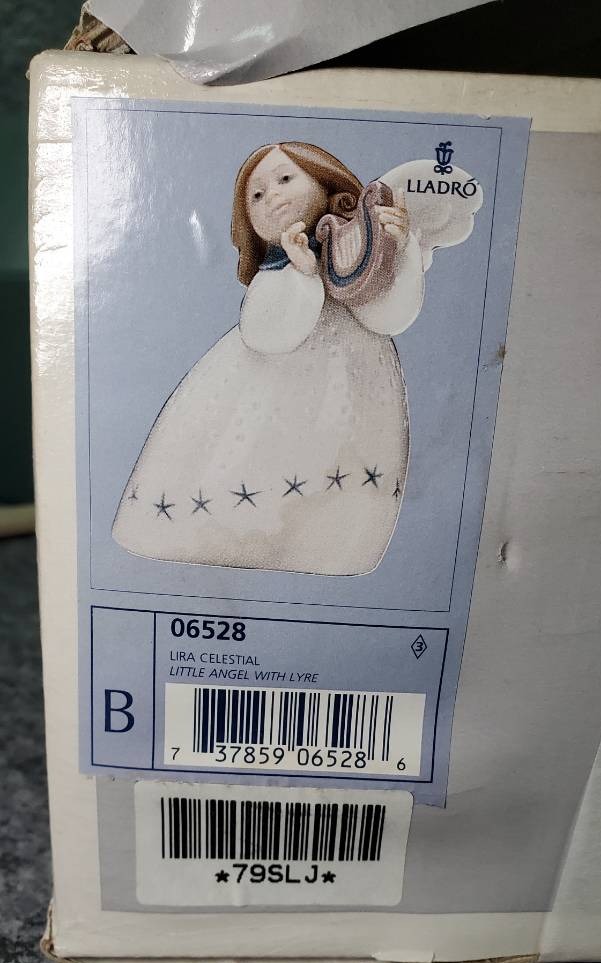 LLADRÓ
06528
3
LIRA CELESTIAL
LITTLE ANGEL WITH LYRE
B
7 37859 06528 6
*79SLJ*